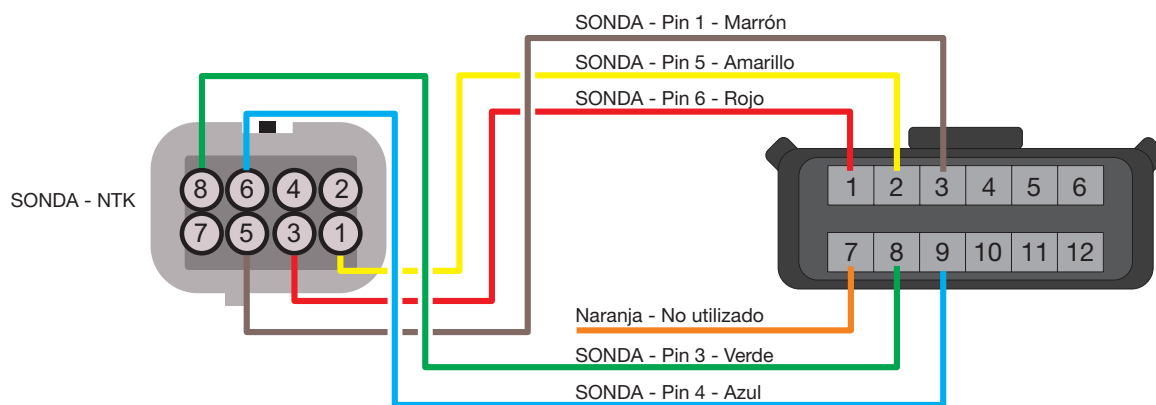 SONDA - Pin 1 - Marrón
SONDA - Pin 5 - Amarillo
SONDA - Pin 6 - Rojo
SONDA - NTK
8 6 4 2
7 5 3 1
1 2 3 4 5 6
7 8 9 10 11 12
Naranja - No utilizado
SONDA - Pin 3 - Verde
SONDA - Pin 4 - Azul